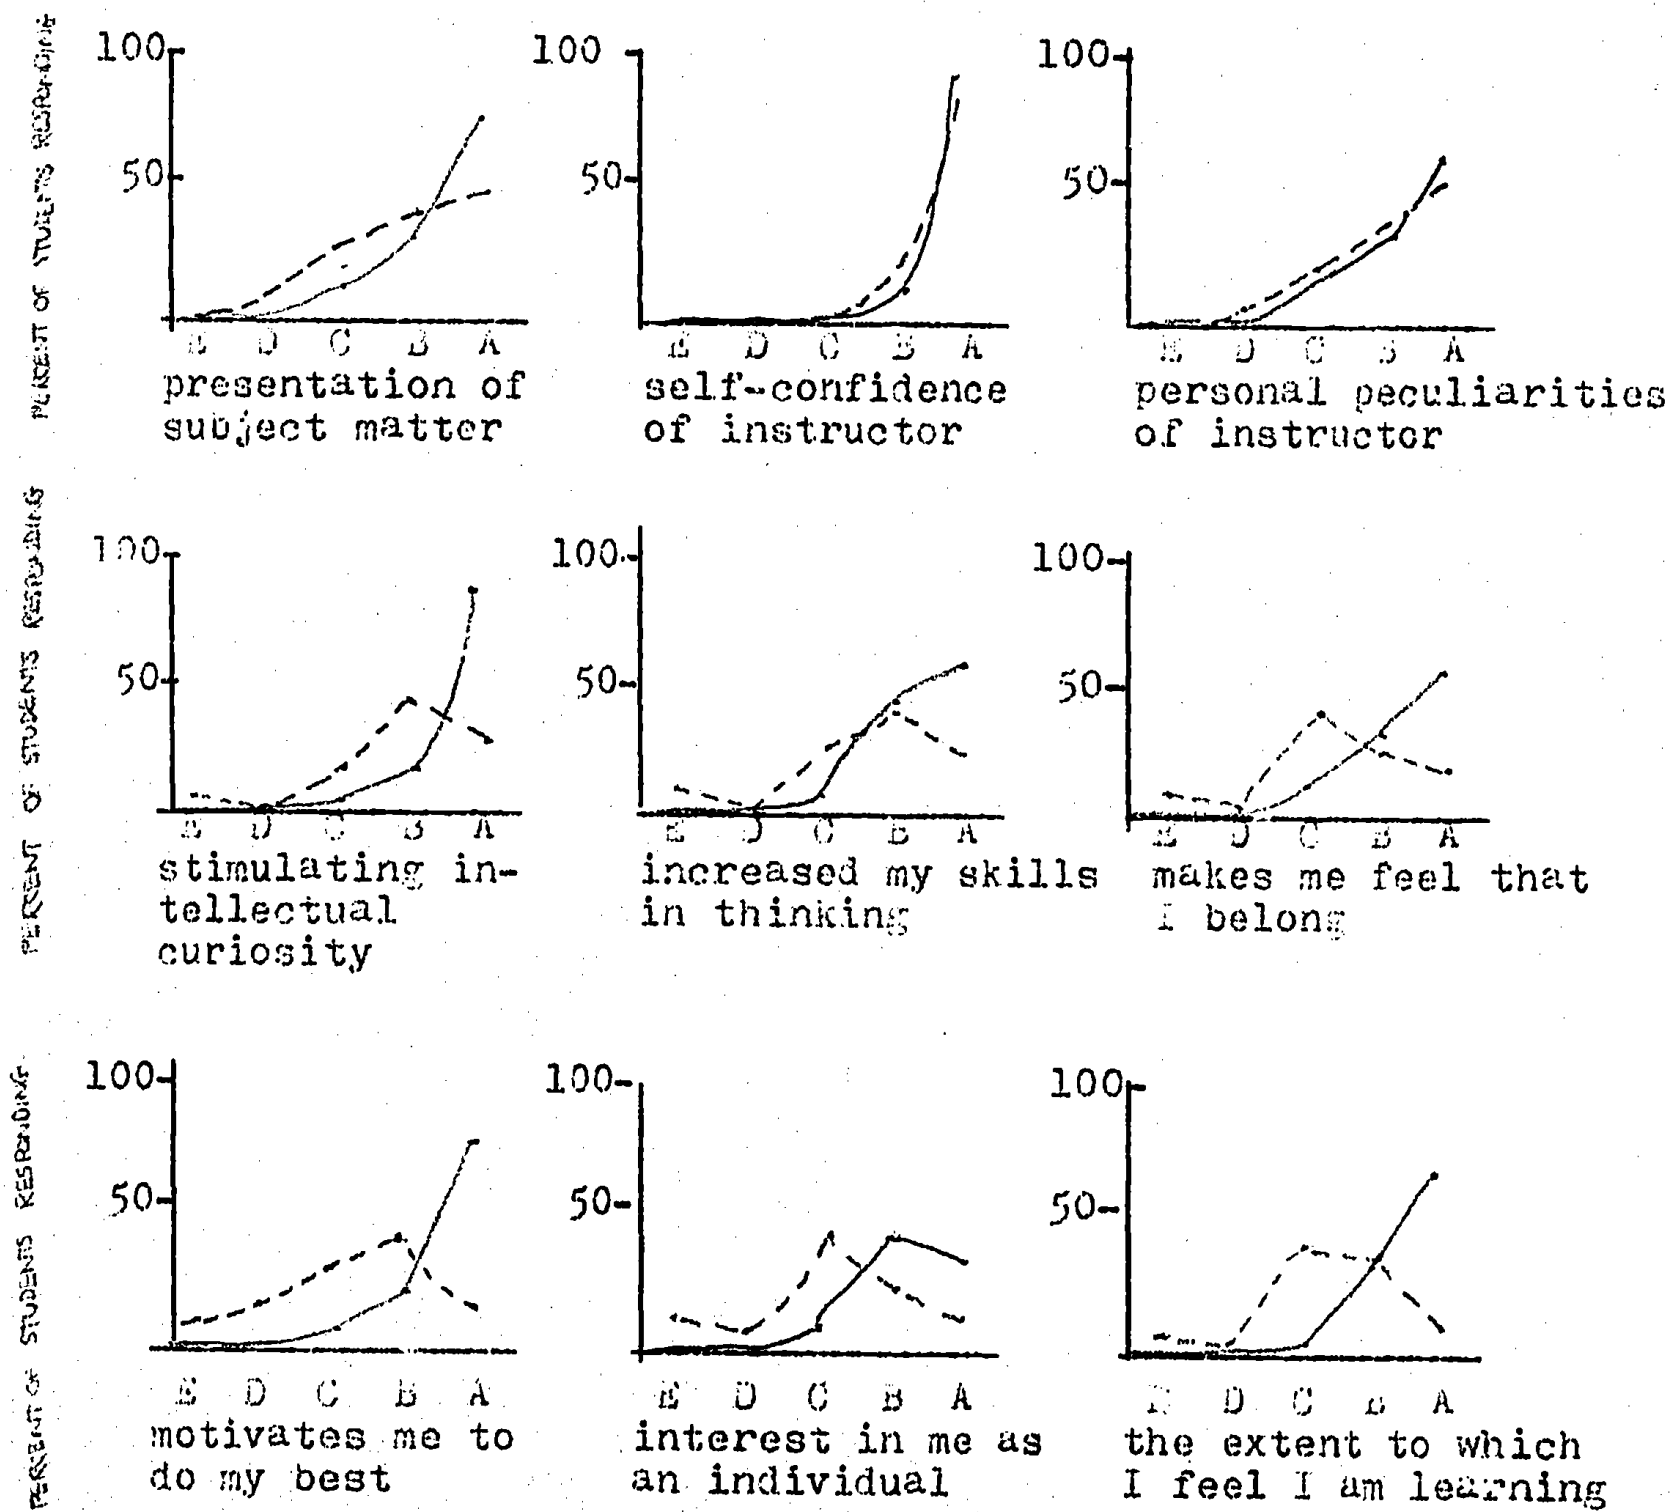 PERCENT OF STUDENTS RESPONDING
100 100 100
50 50 50
E D C B A E D C B A E D C B A
presentation of self-confidence personal peculiarities
subject matter of instructor of instructor
PERCENT OF STUDENTS RESPONDING
100 100 100
50 50 50
E D C B A E D C B A E D C B A
stimulating in- increased my skills makes me feel that
tellectual in thinking I belong
curiosity
PERCENT OF STUDENTS RESPONDING
100 100 100
50 50 50
E D C B A E D C B A E D C B A
motivates me to interest in me as the extent to which
do my best an individual I feel I am learning